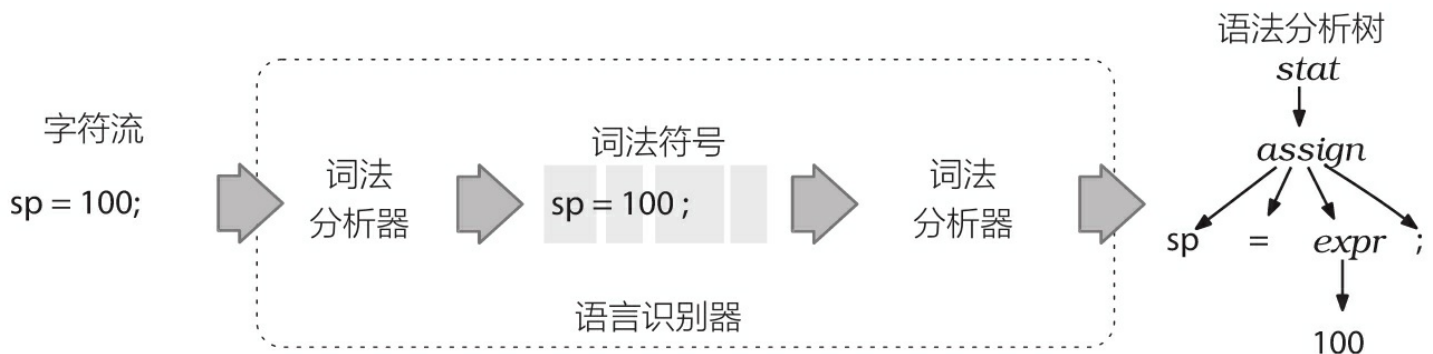 字符流
sp = 100;
词法
分析器
词法符号
sp = 100 ;
词法
分析器
语言识别器
语法分析树
stat
assign
sp = expr ;
100